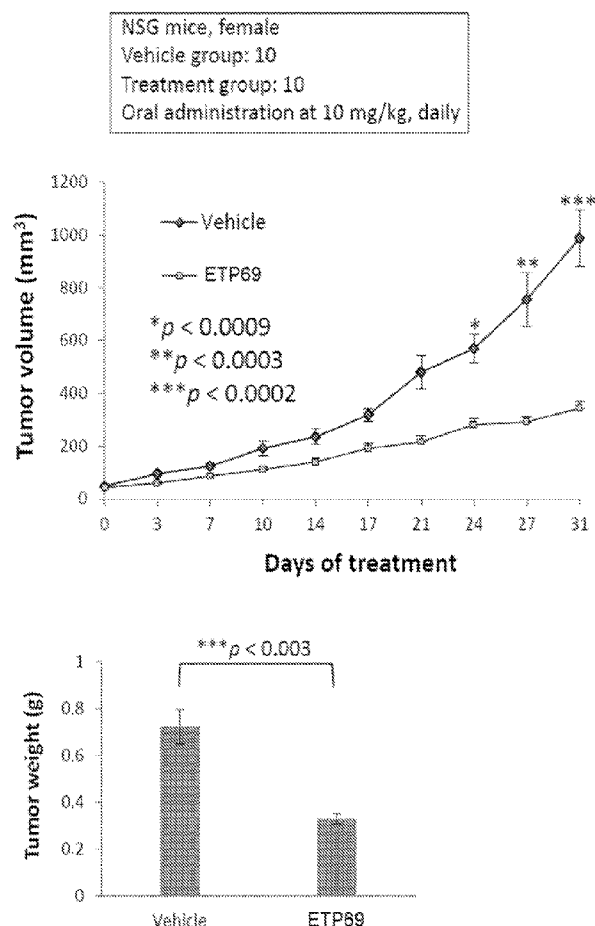 NSG mice, female
Vehicle group: 10
Treatment group: 10
Oral administration at 10 mg/kg, daily
Tumor volume (mm³)
1200
1000
800
600
400
200
0
Vehicle
ETP69
*p < 0.0009
**p < 0.0003
***p < 0.0002
*
**
***
0 3 7 10 14 17 21 24 27 31
Days of treatment
***p < 0.003
Tumor weight (g)
1
0.8
0.6
0.4
0.2
0
Vehicle ETP69